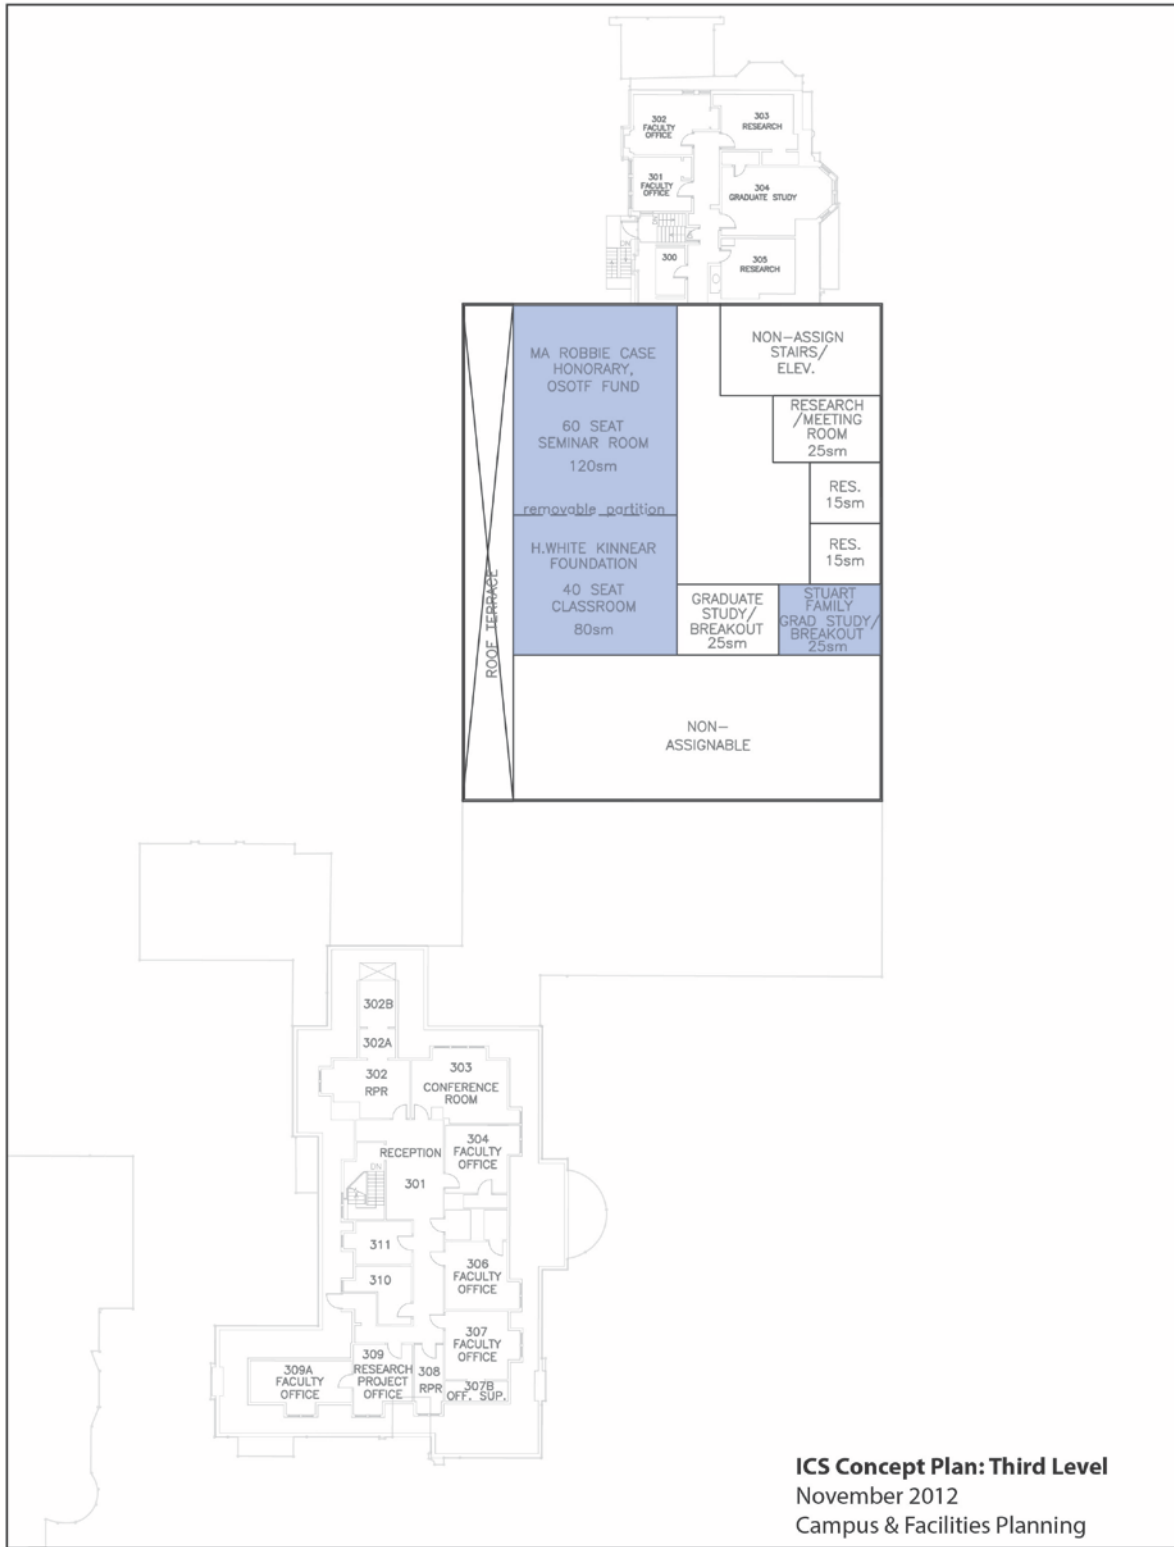 302
FACULTY
OFFICE
303
RESEARCH
301
FACULTY
OFFICE
304
GRADUATE STUDY
DN
DN
300
305
RESEARCH
MA ROBBIE CASE
HONORARY,
OSOTF FUND
60 SEAT
SEMINAR ROOM
120sm
removable partition
H.WHITE KINNEAR
FOUNDATION
40 SEAT
CLASSROOM
80sm
ROOF TERRACE
NON-ASSIGN
STAIRS/
ELEV.
RESEARCH
/MEETING
ROOM
25sm
RES.
15sm
RES.
15sm
GRADUATE
STUDY/
BREAKOUT
25sm
STUART
FAMILY
GRAD STUDY/
BREAKOUT
25sm
NON-
ASSIGNABLE
302B
302A
302
RPR
303
CONFERENCE
ROOM
RECEPTION
301
DN
304
FACULTY
OFFICE
311
310
306
FACULTY
OFFICE
307
FACULTY
OFFICE
309A
FACULTY
OFFICE
309
RESEARCH
PROJECT
OFFICE
308
RPR
307B
OFF. SUP.
ICS Concept Plan: Third Level
November 2012
Campus & Facilities Planning